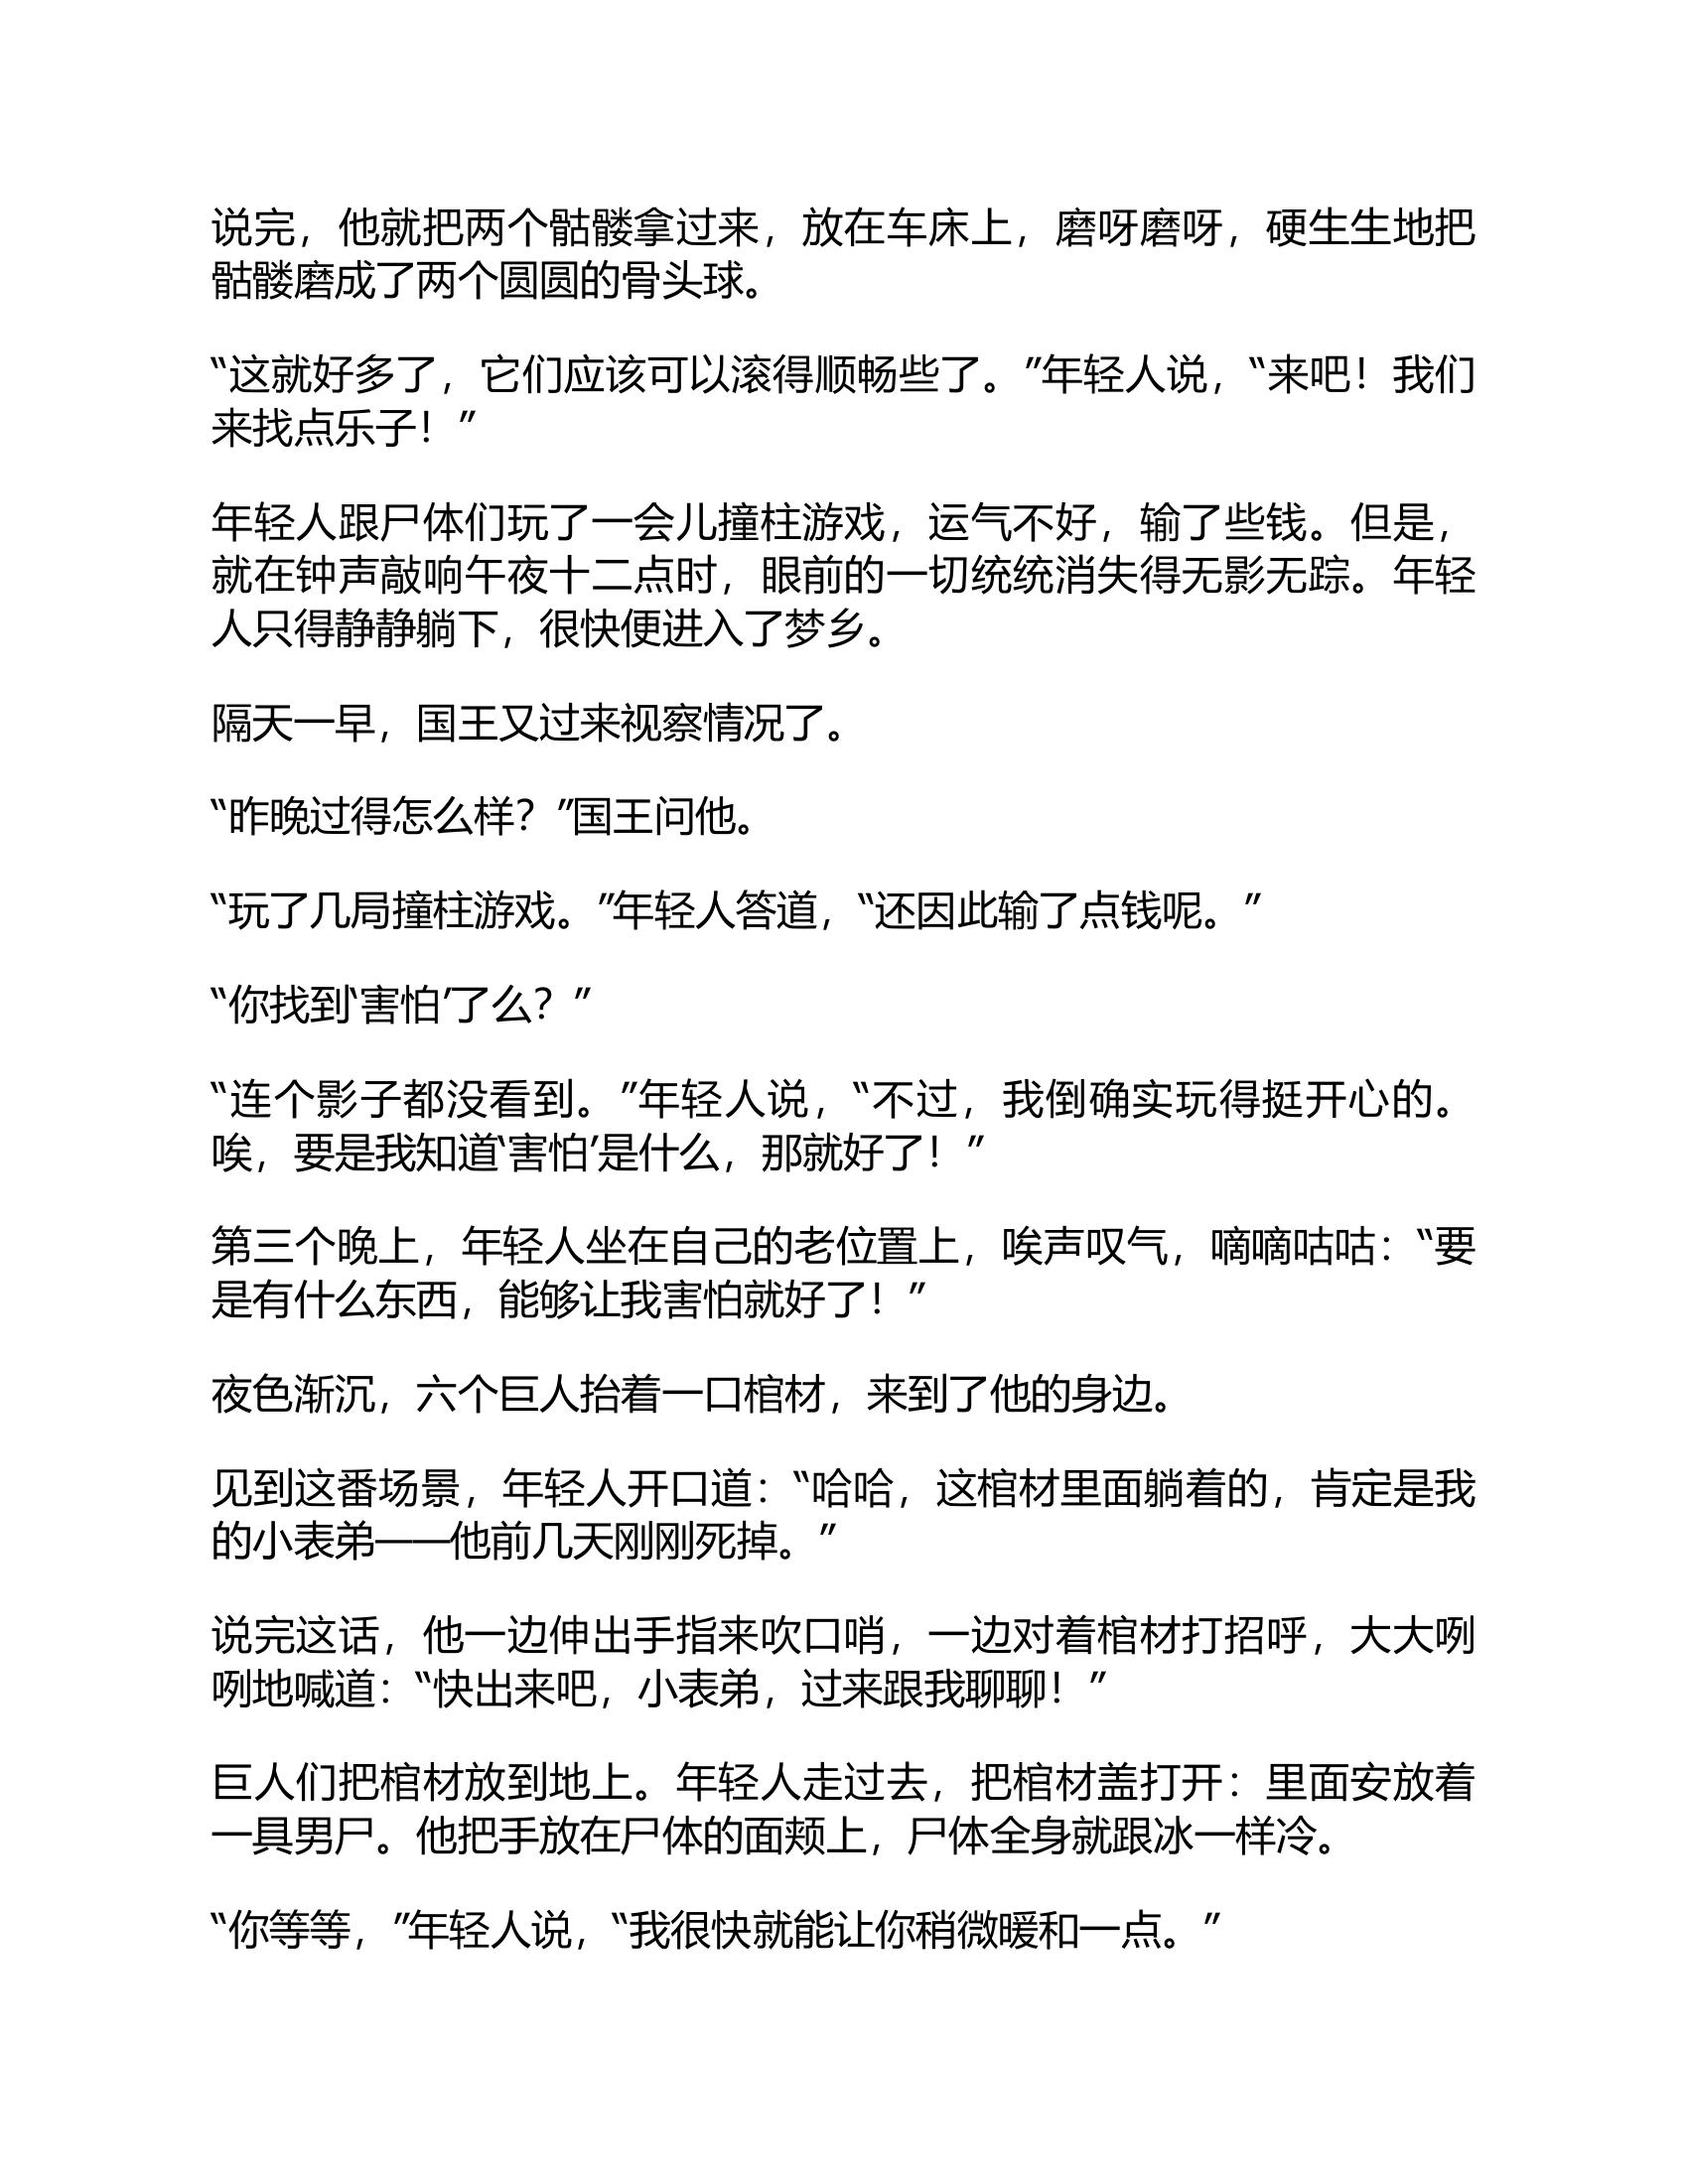 说完，他就把两个骷髅拿过来，放在车床上，磨呀磨呀，硬生生地把
骷髅磨成了两个圆圆的骨头球。
“这就好多了，它们应该可以滚得顺畅些了。”年轻人说，“来吧！我们
来找点乐子！”
年轻人跟尸体们玩了一会儿撞柱游戏，运气不好，输了些钱。但是，
就在钟声敲响午夜十二点时，眼前的一切统统消失得无影无踪。年轻
人只得静静躺下，很快便进入了梦乡。
隔天一早，国王又过来视察情况了。
“昨晚过得怎么样？”国王问他。
“玩了几局撞柱游戏。”年轻人答道，“还因此输了点钱呢。”
“你找到‘害怕’了么？”
“连个影子都没看到。”年轻人说，“不过，我倒确实玩得挺开心的。
唉，要是我知道‘害怕’是什么，那就好了！”
第三个晚上，年轻人坐在自己的老位置上，唉声叹气，嘀嘀咕咕：“要
是有什么东西，能够让我害怕就好了！”
夜色渐沉，六个巨人抬着一口棺材，来到了他的身边。
见到这番场景，年轻人开口道：“哈哈，这棺材里面躺着的，肯定是我
的小表弟——他前几天刚刚死掉。”
说完这话，他一边伸出手指来吹口哨，一边对着棺材打招呼，大大咧
咧地喊道：“快出来吧，小表弟，过来跟我聊聊！”
巨人们把棺材放到地上。年轻人走过去，把棺材盖打开：里面安放着
一具男尸。他把手放在尸体的面颊上，尸体全身就跟冰一样冷。
“你等等，”年轻人说，“我很快就能让你稍微暖和一点。”